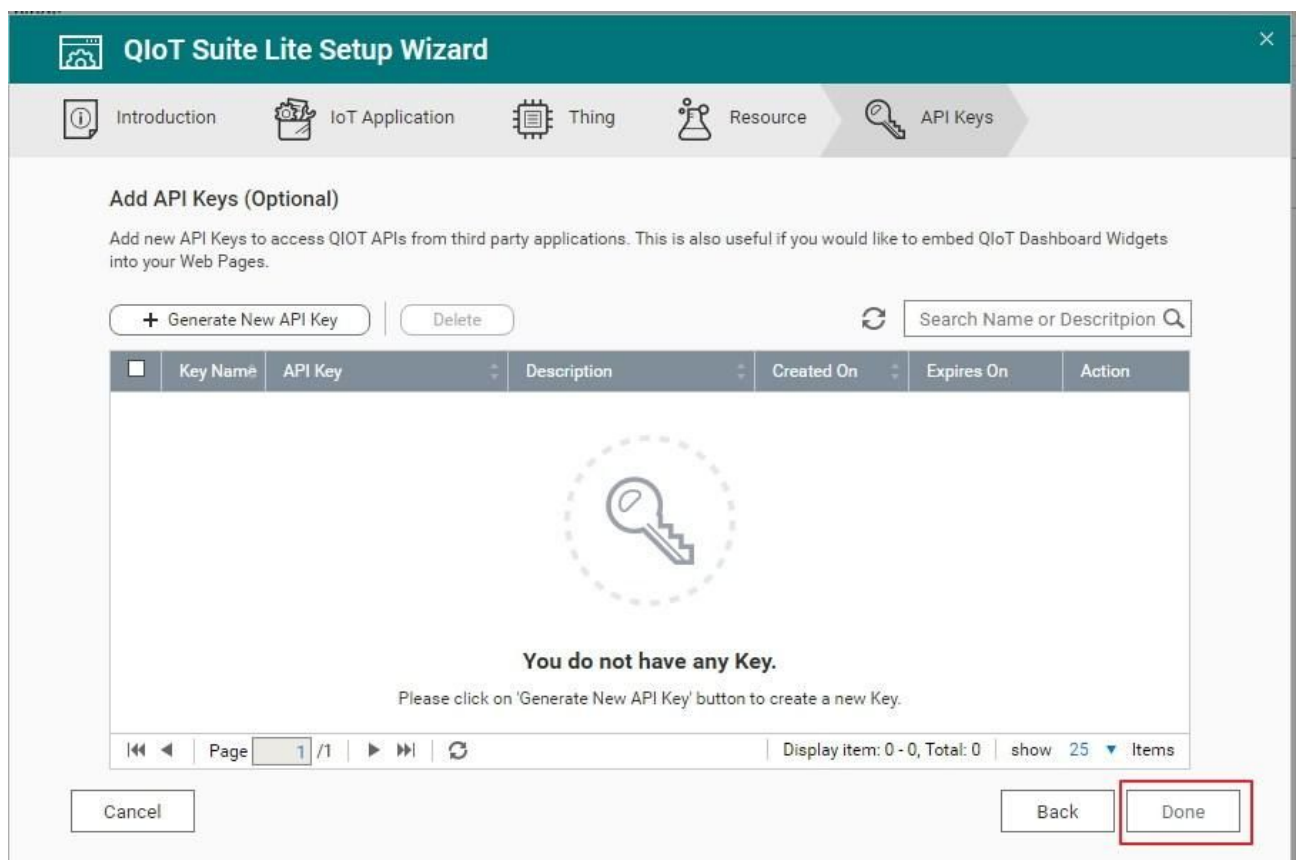 QIoT Suite Lite Setup Wizard
Introduction
IoT Application
Thing
Resource
API Keys
Add API Keys (Optional)
Add new API Keys to access QIOT APIs from third party applications. This is also useful if you would like to embed QIoT Dashboard Widgets
into your Web Pages.
+ Generate New API Key
Delete
Search Name or Descritpion
Key Name
API Key
Description
Created On
Expires On
Action
You do not have any Key.
Please click on 'Generate New API Key' button to create a new Key.
Page 1 /1
Display item: 0 - 0, Total: 0
show 25 Items
Cancel
Back
Done